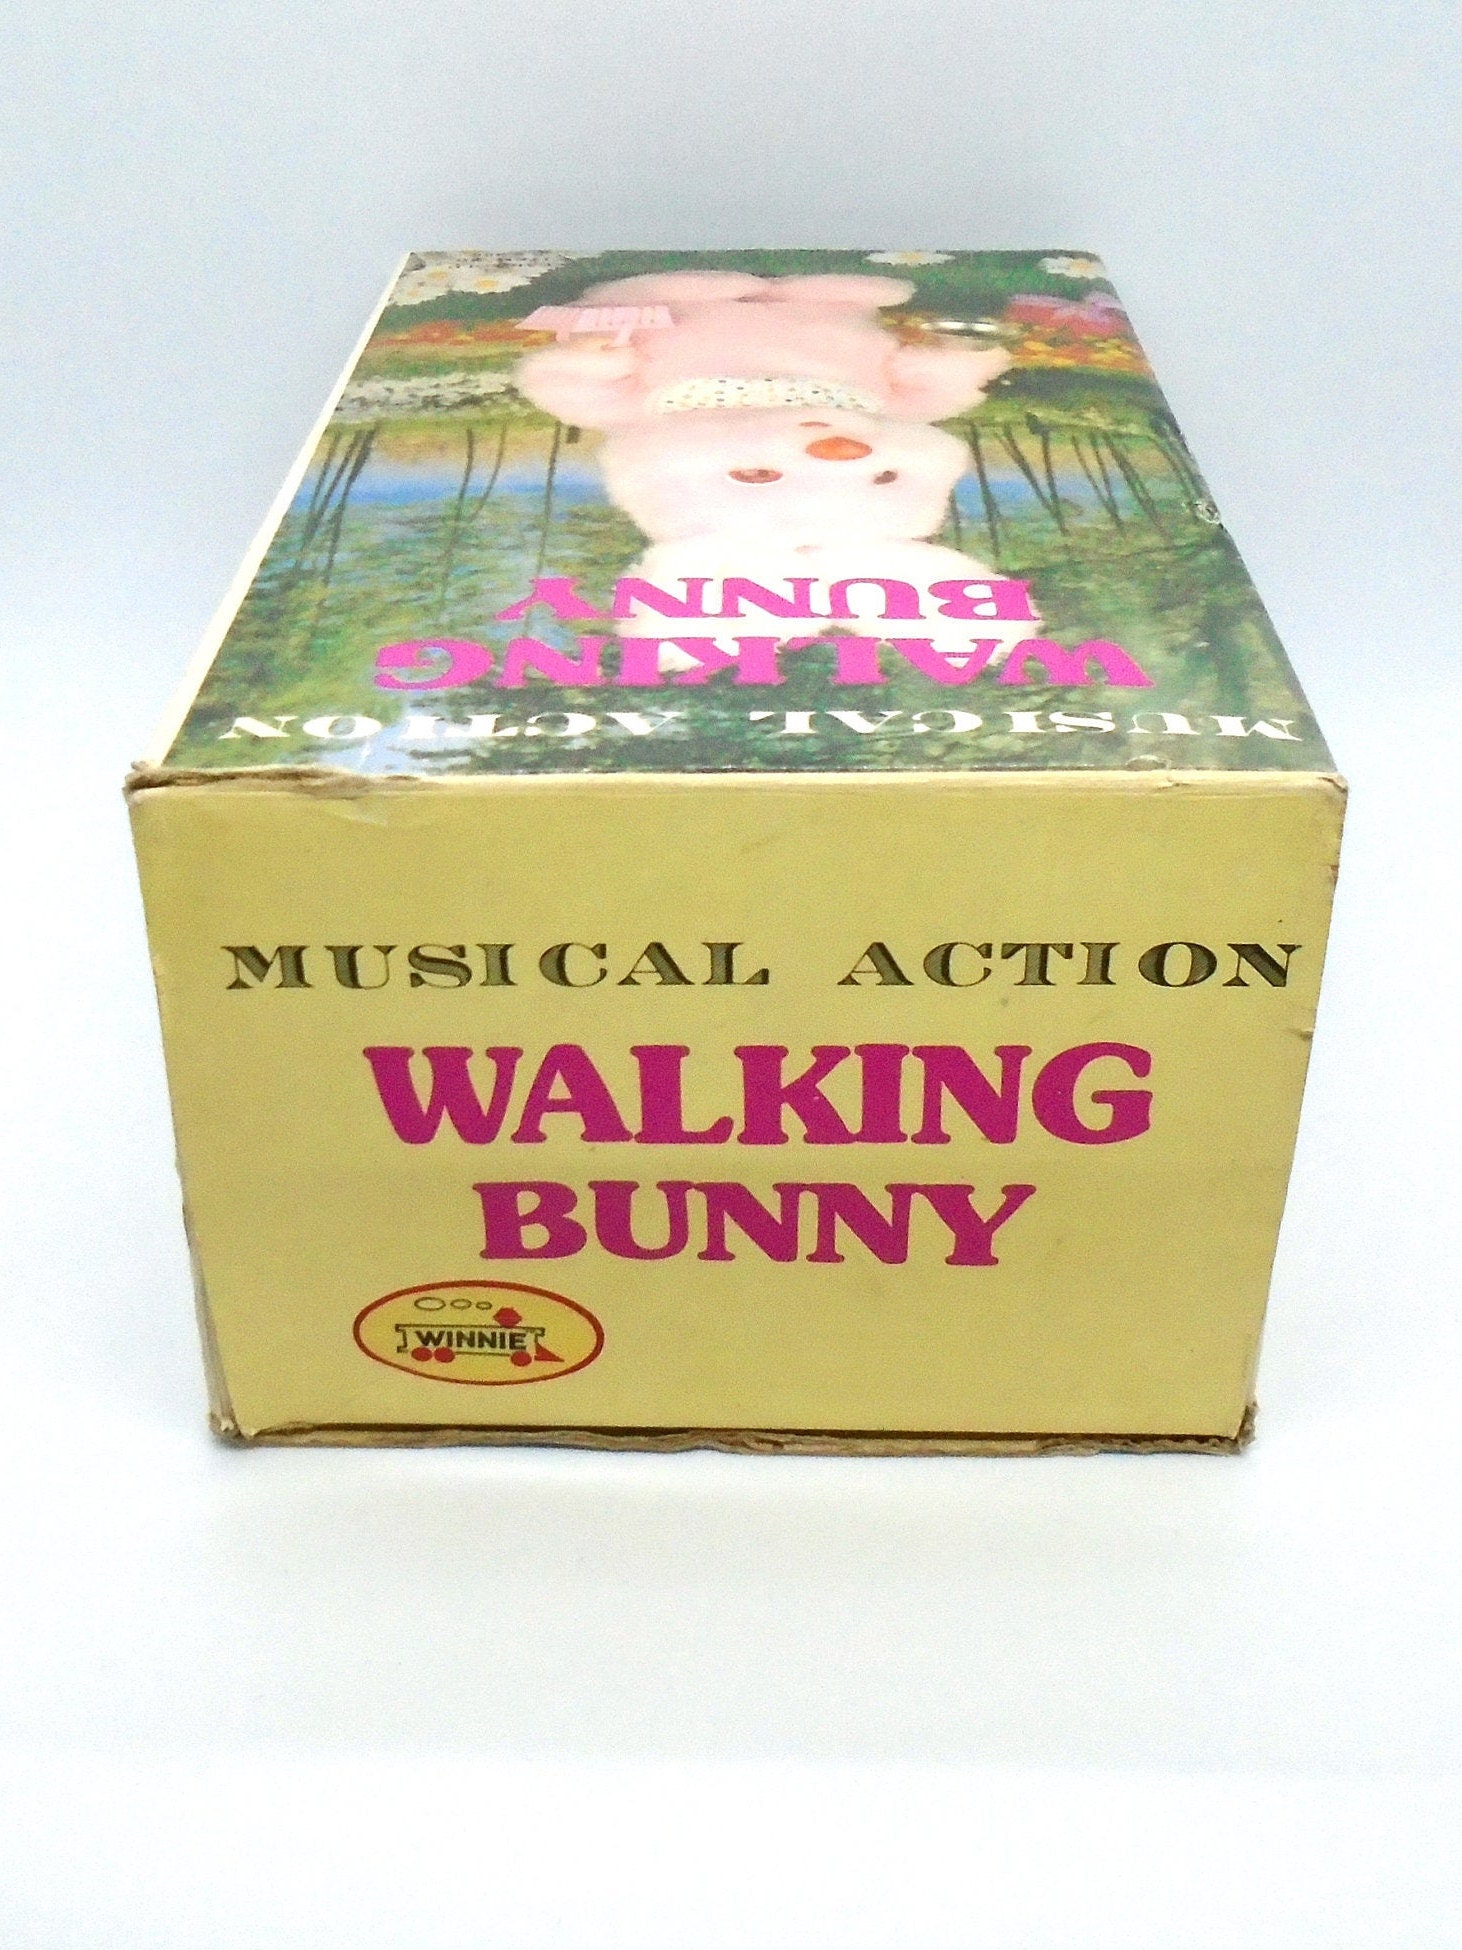 MUSICAL ACTION
WALKING
BUNNY
MUSICAL ACTION
WALKING
BUNNY
WINNIE